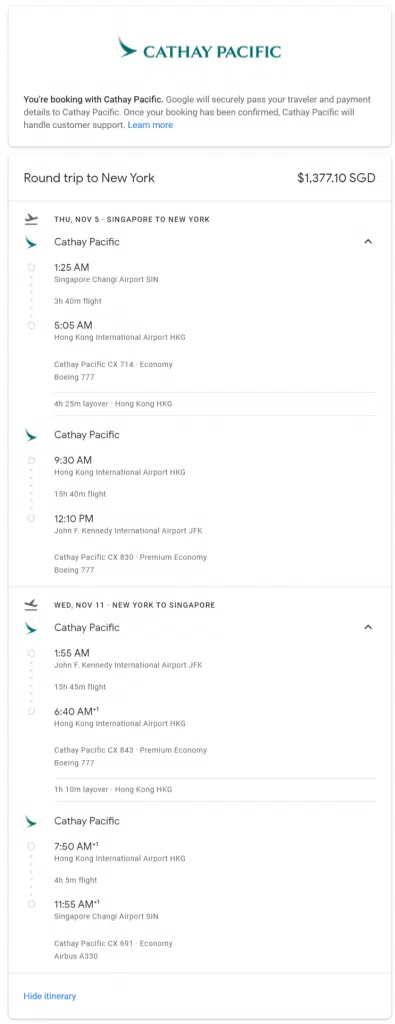 CATHAY PACIFIC
You're booking with Cathay Pacific. Google will securely pass your traveler and payment
details to Cathay Pacific. Once your booking has been confirmed, Cathay Pacific will
handle customer support. Learn more
Round trip to New York $1,377.10 SGD
THU, NOV 5 · SINGAPORE TO NEW YORK
Cathay Pacific
1:25 AM
Singapore Changi Airport SIN
3h 40m flight
5:05 AM
Hong Kong International Airport HKG
Cathay Pacific CX 714 · Economy
Boeing 777
4h 25m layover · Hong Kong HKG
Cathay Pacific
9:30 AM
Hong Kong International Airport HKG
15h 40m flight
12:10 PM
John F. Kennedy International Airport JFK
Cathay Pacific CX 830 · Premium Economy
Boeing 777
WED, NOV 11 · NEW YORK TO SINGAPORE
Cathay Pacific
1:55 AM
John F. Kennedy International Airport JFK
15h 45m flight
6:40 AM+1
Hong Kong International Airport HKG
Cathay Pacific CX 843 · Premium Economy
Boeing 777
1h 10m layover · Hong Kong HKG
Cathay Pacific
7:50 AM+1
Hong Kong International Airport HKG
4h 5m flight
11:55 AM+1
Singapore Changi Airport SIN
Cathay Pacific CX 691 · Economy
Airbus A330
Hide itinerary